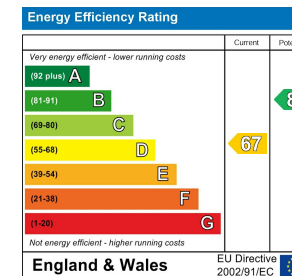 Energy Efficiency Rating
Current
Very energy efficient - lower running costs
(92 plus) A
(81-91) B
(69-80) C
(55-68) D
67
(39-54) E
(21-38) F
(1-20) G
Not energy efficient - higher running costs
England & Wales
EU Directive
2002/91/EC